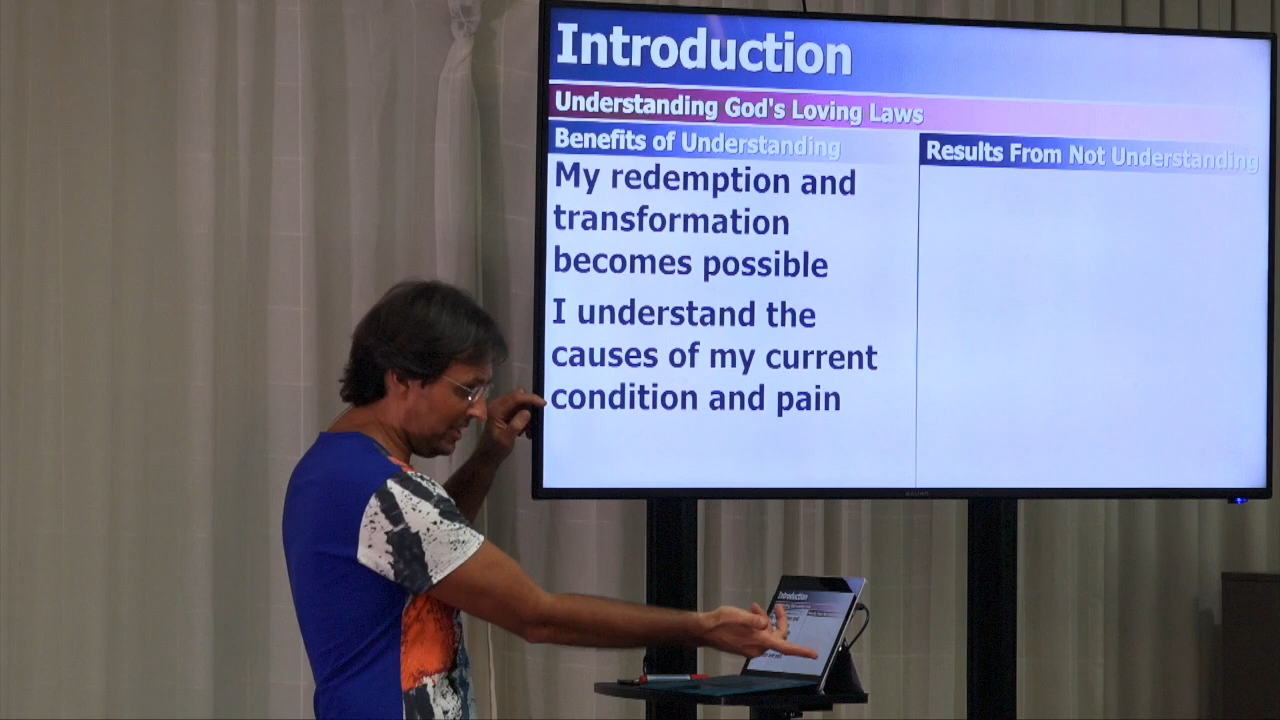 Introduction
Understanding God's Loving Laws
Benefits of Understanding
My redemption and
transformation
becomes possible
I understand the
causes of my current
condition and pain
Results From Not Understanding
Introduction